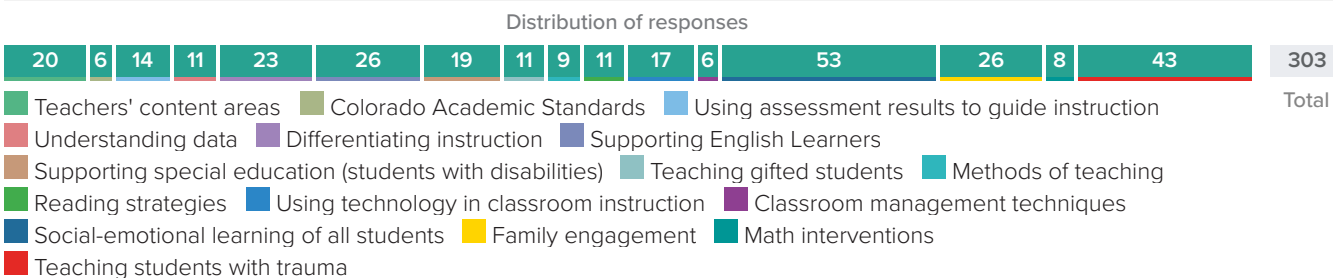 Distribution of responses
20 6 14 11 23 26 19 11 9 11 17 6 53 26 8 43 303
Total
Teachers' content areas Colorado Academic Standards Using assessment results to guide instruction
Understanding data Differentiating instruction Supporting English Learners
Supporting special education (students with disabilities) Teaching gifted students Methods of teaching
Reading strategies Using technology in classroom instruction Classroom management techniques
Social-emotional learning of all students Family engagement Math interventions
Teaching students with trauma